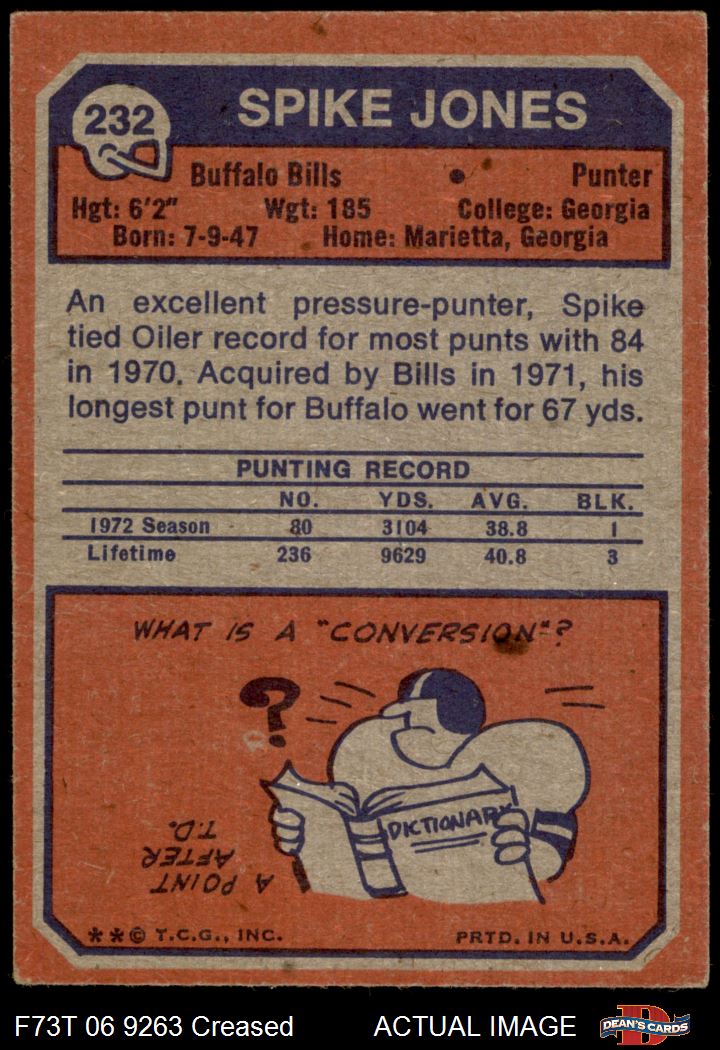 232
SPIKE JONES
Buffalo Bills • Punter
Hgt: 6'2" Wgt: 185 College: Georgia
Born: 7-9-47 Home: Marietta, Georgia
An excellent pressure-punter, Spike
tied Oiler record for most punts with 84
in 1970. Acquired by Bills in 1971, his
longest punt for Buffalo went for 67 yds.
PUNTING RECORD
NO. YDS. AVG. BLK.
1972 Season 80 3104 38.8 1
Lifetime 236 9629 40.8 3
WHAT IS A "CONVERSION"?
?
DICTIONARY
A POINT
AFTER
T.D.
** © T.C.G., INC. PRTD. IN U.S.A.
F73T 06 9263 Creased ACTUAL IMAGE
D
DEAN'S CARDS